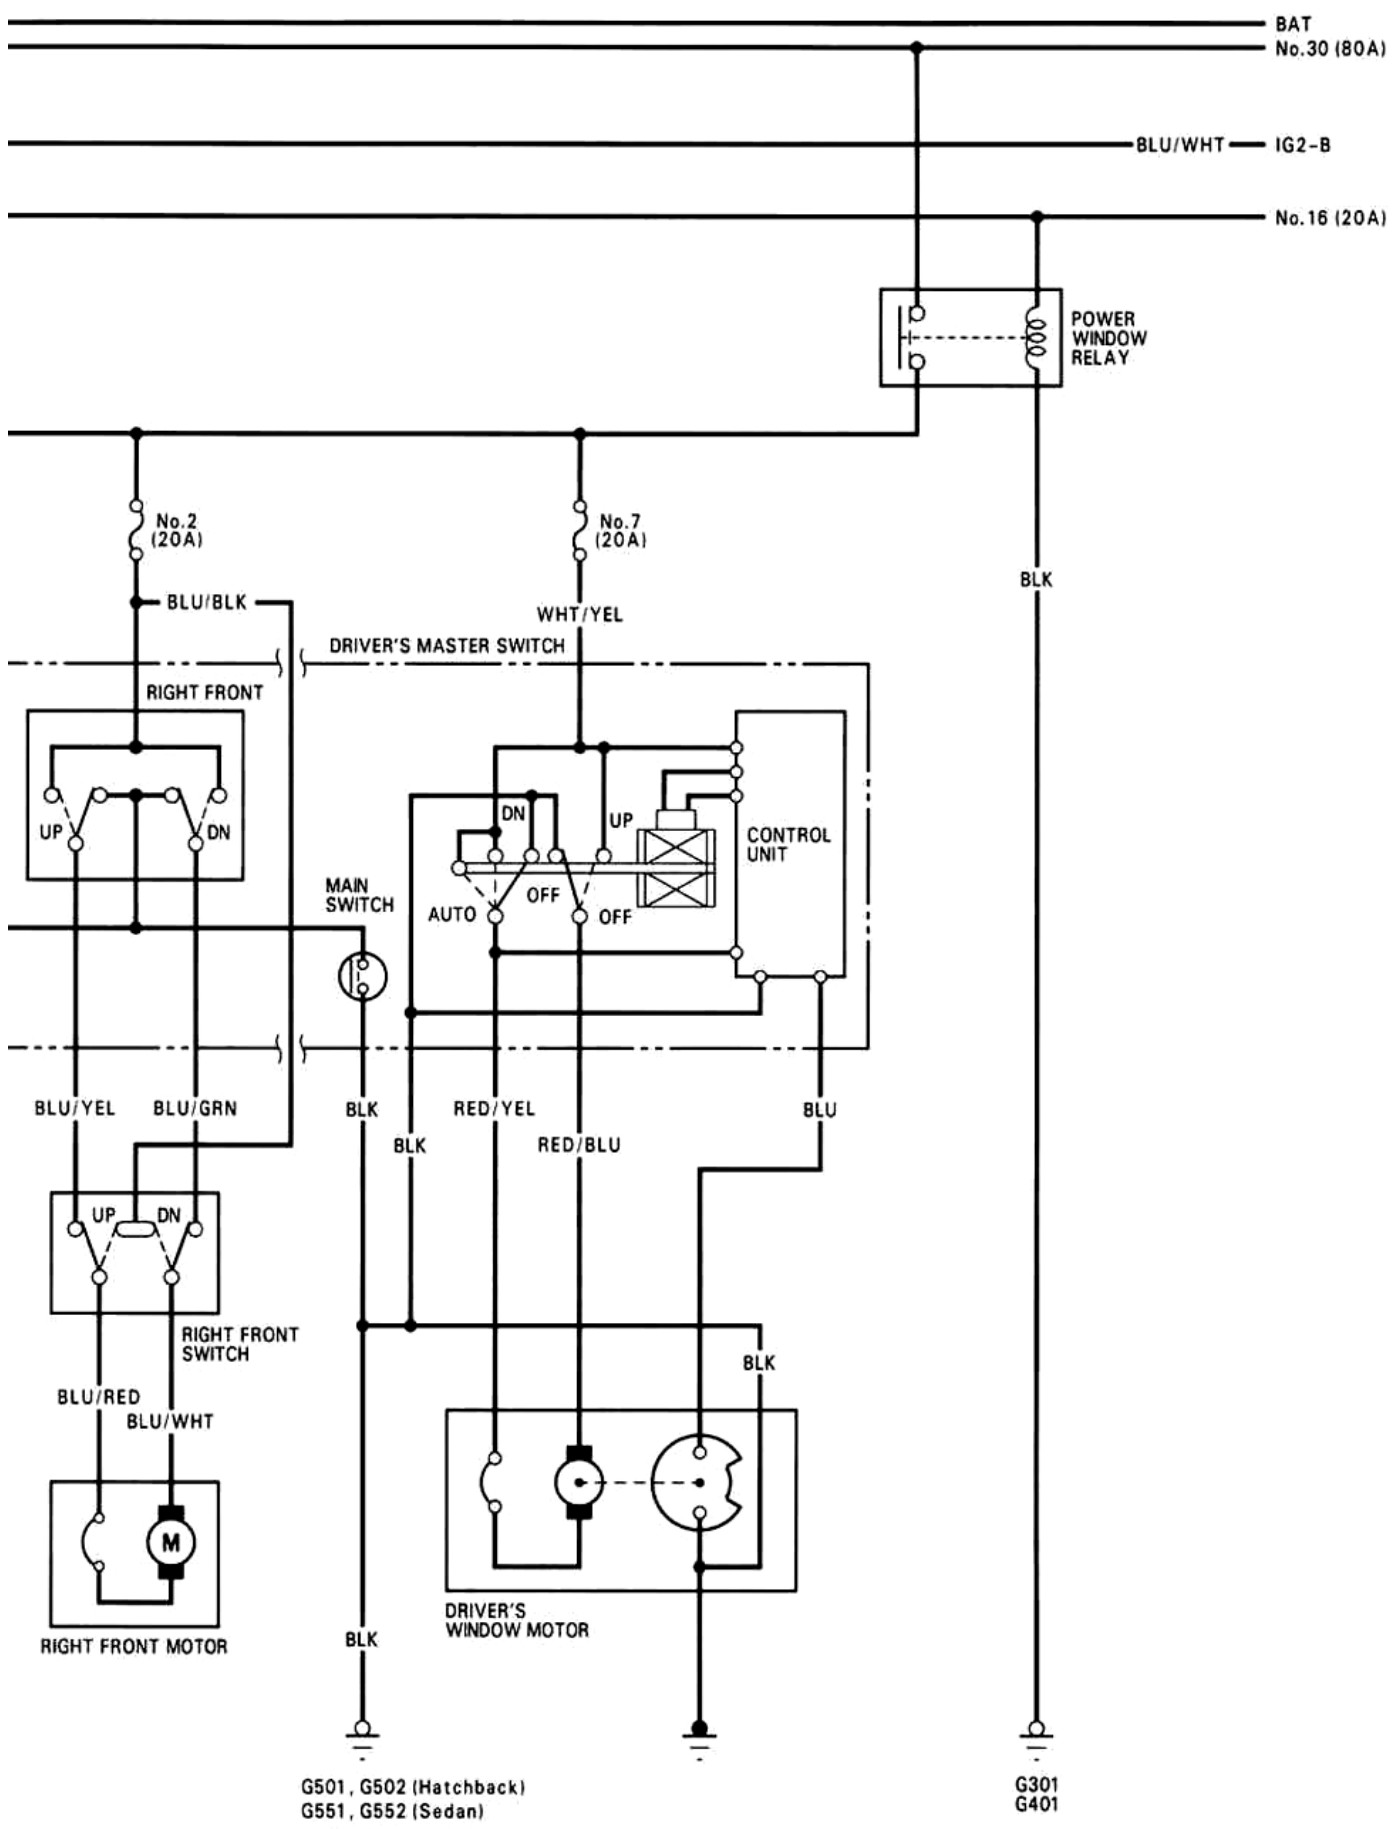 BAT
No.30 (80A)
BLU/WHT
IG2-B
No.16 (20A)
POWER
WINDOW
RELAY
No.2
(20A)
No.7
(20A)
BLK
BLU/BLK
WHT/YEL
DRIVER'S MASTER SWITCH
RIGHT FRONT
UP
DN
DN
UP
CONTROL
UNIT
MAIN
SWITCH
OFF
AUTO
OFF
BLU/YEL
BLU/GRN
BLK
RED/YEL
BLU
BLK
RED/BLU
UP
DN
RIGHT FRONT
SWITCH
BLK
BLU/RED
BLU/WHT
M
RIGHT FRONT MOTOR
DRIVER'S
WINDOW MOTOR
BLK
G501, G502 (Hatchback)
G551, G552 (Sedan)
G301
G401